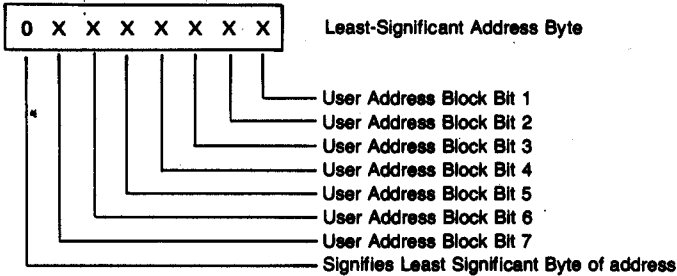 0 X X X X X X X Least-Significant Address Byte
User Address Block Bit 1
User Address Block Bit 2
User Address Block Bit 3
User Address Block Bit 4
User Address Block Bit 5
User Address Block Bit 6
User Address Block Bit 7
Signifies Least Significant Byte of address